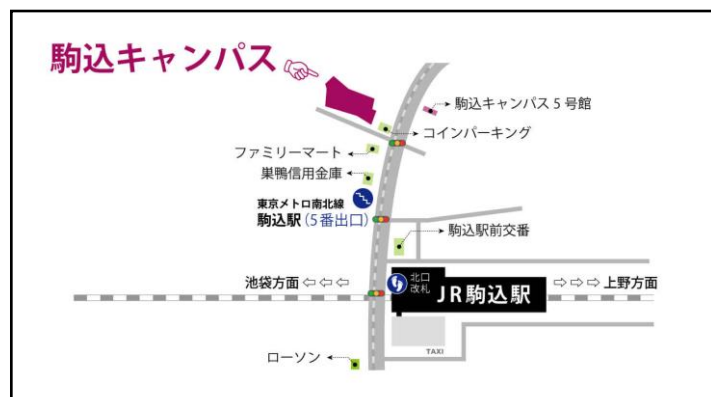 駒込キャンパス
駒込キャンパス5号館
コインパーキング
ファミリーマート
巣鴨信用金庫
東京メトロ南北線
駒込駅(5番出口)
駒込駅前交番
池袋方面 ⇦⇦⇦
北口
改札
JR駒込駅
⇨⇨⇨ 上野方面
TAXI
ローソン